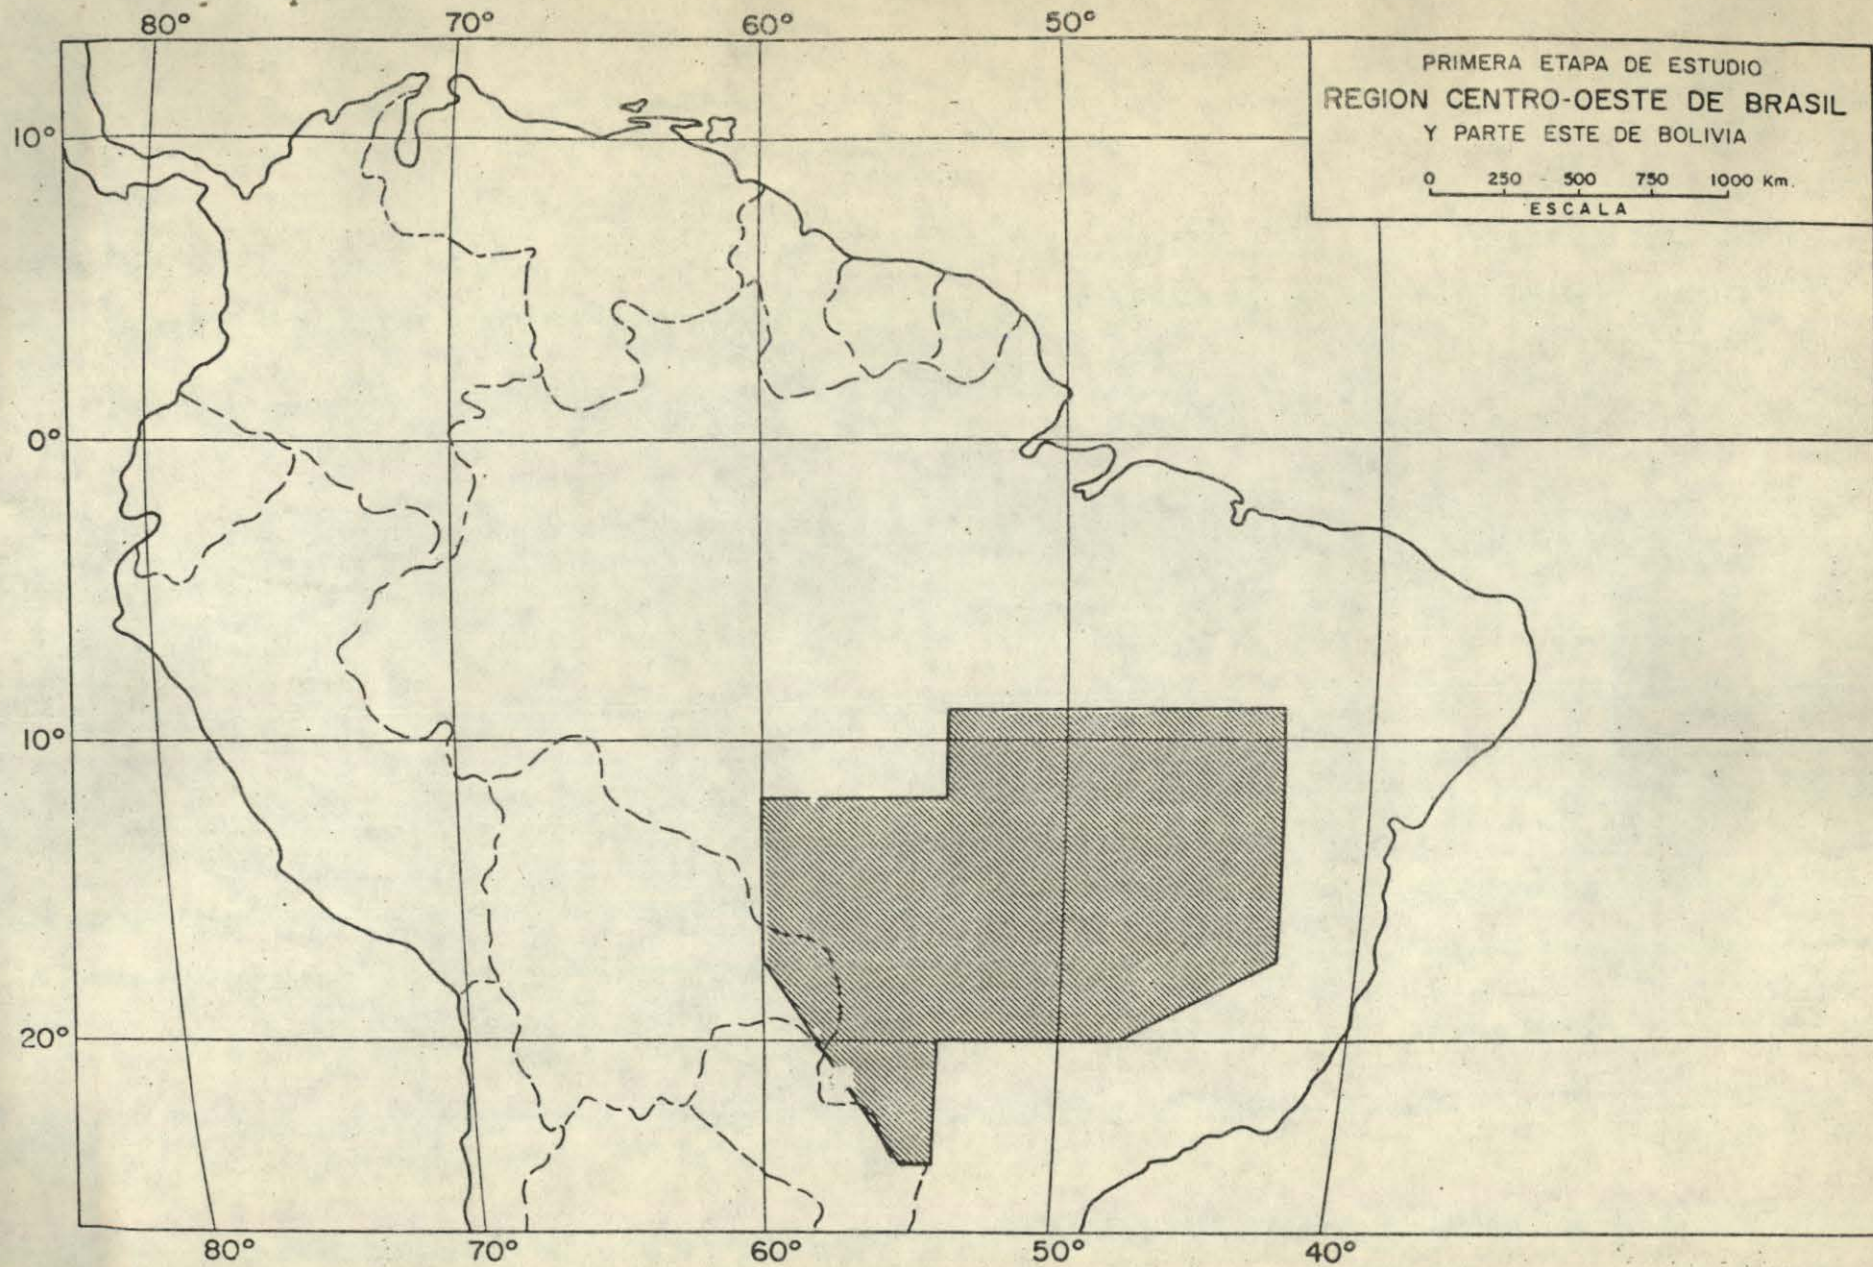 80° 70° 60° 50°
PRIMERA ETAPA DE ESTUDIO
REGION CENTRO-OESTE DE BRASIL
Y PARTE ESTE DE BOLIVIA
0 250 500 750 1000 Km.
ESCALA
10°
0°
10°
20°
80° 70° 60° 50° 40°